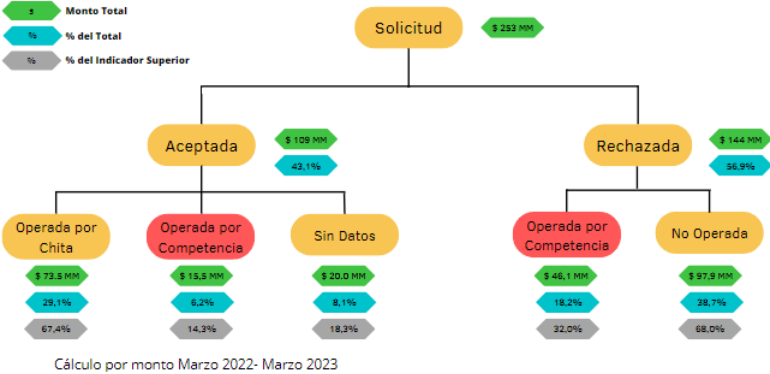 $ Monto Total
% % del Total
% % del Indicador Superior
Solicitud
$ 253 MM
Aceptada
$ 109 MM
43,1%
Rechazada
$ 144 MM
56,9%
Operada por
Chita
$ 73.5 MM
29,1%
67,4%
Operada por
Competencia
$ 15,5 MM
6,2%
14,3%
Sin Datos
$ 20.0 MM
8,1%
18,3%
Operada por
Competencia
$ 46,1 MM
18,2%
32,0%
No Operada
$ 97,9 MM
38,7%
68,0%
Cálculo por monto Marzo 2022- Marzo 2023